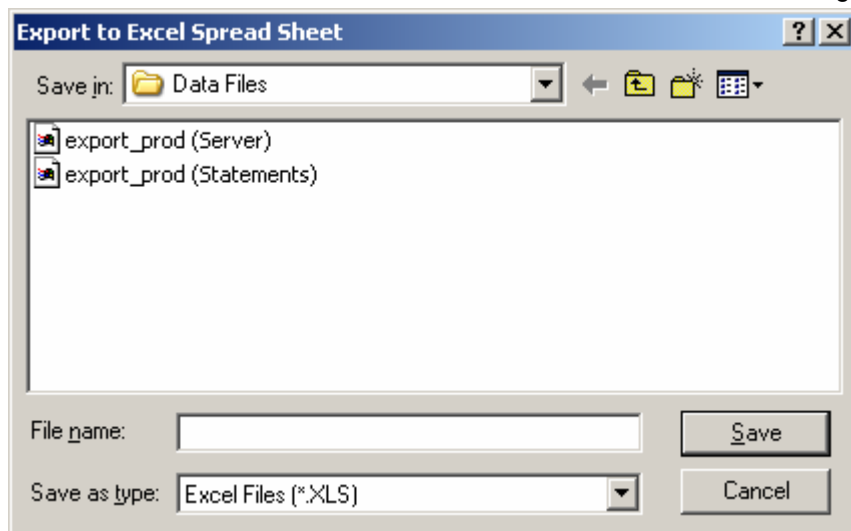 Export to Excel Spread Sheet
Save in: Data Files
export_prod (Server)
export_prod (Statements)
File name:
Save
Save as type: Excel Files (*.XLS)
Cancel